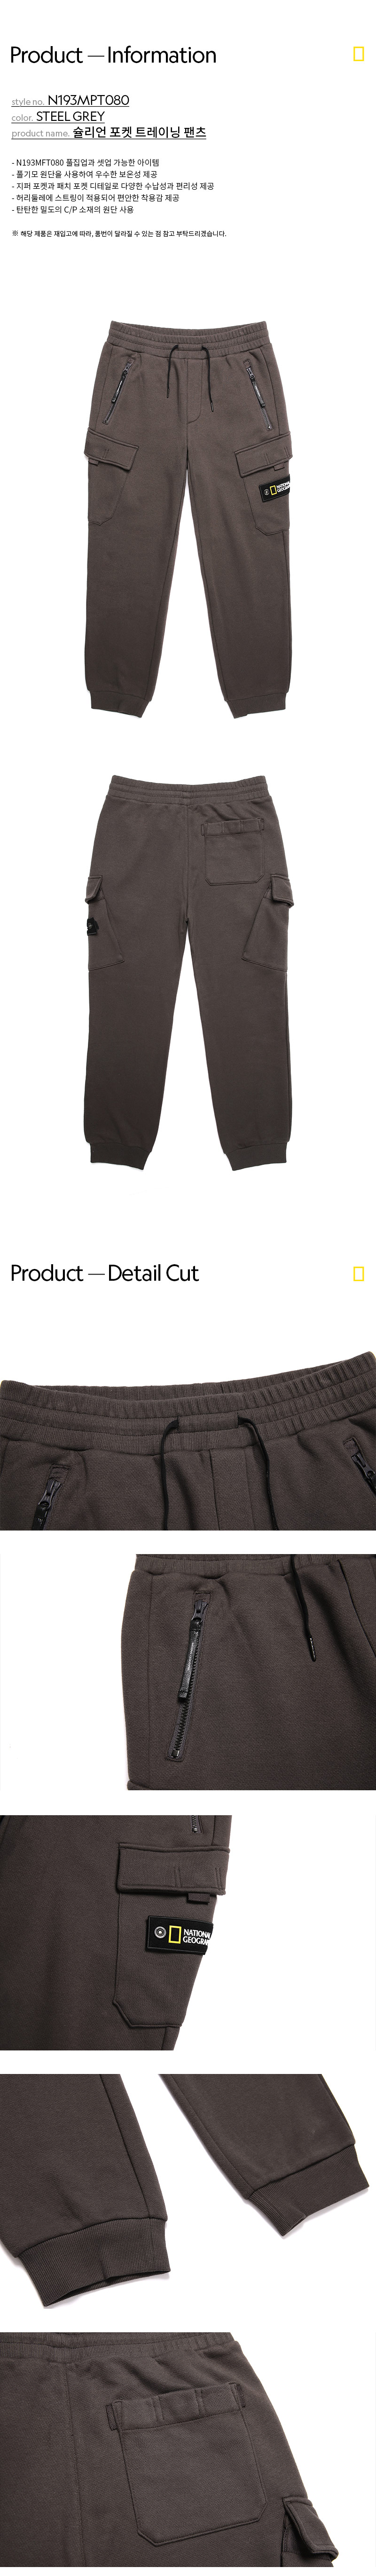 Product — Information
style no. N193MPT080
color. STEEL GREY
product name.슐리언 포켓 트레이닝 팬츠
- N193MFT080 풀집업과 셋업 가능한 아이템
- 풀기모 원단을 사용하여 우수한 보온성 제공
- 지퍼 포켓과 패치 포켓 디테일로 다양한 수납성과 편리성 제공
- 허리둘레에 스트링이 적용되어 편안한 착용감 제공
- 탄탄한 밀도의 C/P 소재의 원단 사용
※ 해당 제품은 재입고에 따라, 품번이 달라질 수 있는 점 참고 부탁드리겠습니다.
Product — Detail Cut
NATIONAL
GEOGRA